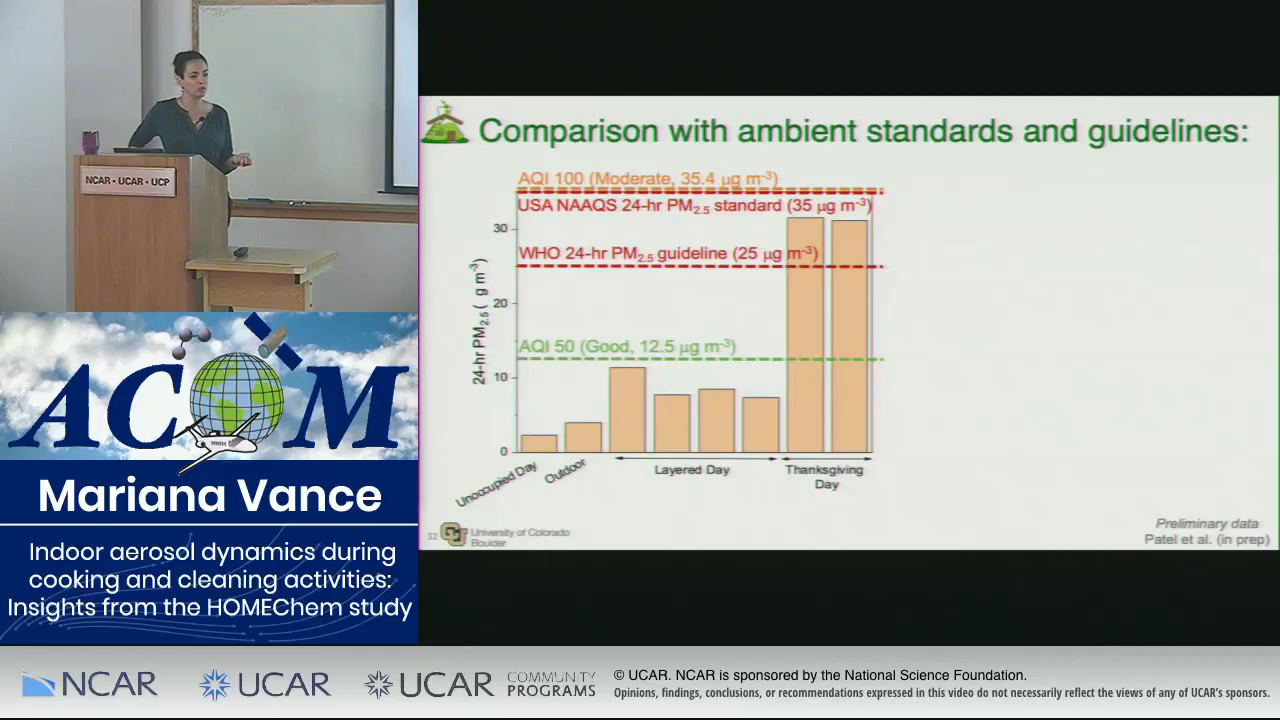 NCAR • UCAR • UCP
Comparison with ambient standards and guidelines:
AQI 100 (Moderate, 35.4 µg m-3)
USA NAAQS 24-hr PM2.5 standard (35 µg m-3)
WHO 24-hr PM2.5 guideline (25 µg m-3)
AQI 50 (Good, 12.5 µg m-3)
24-hr PM2.5 ( g m-3)
30
20
10
0
Unoccupied Day
Outdoor
Layered Day
Thanksgiving
Day
32
University of Colorado
Boulder
Preliminary data
Patel et al. (in prep)
ACOM
Mariana Vance
Indoor aerosol dynamics during
cooking and cleaning activities:
Insights from the HOMEChem study
NCAR
UCAR
UCAR
COMMUNITY
PROGRAMS
© UCAR. NCAR is sponsored by the National Science Foundation.
Opinions, findings, conclusions, or recommendations expressed in this video do not necessarily reflect the views of any of UCAR's sponsors.